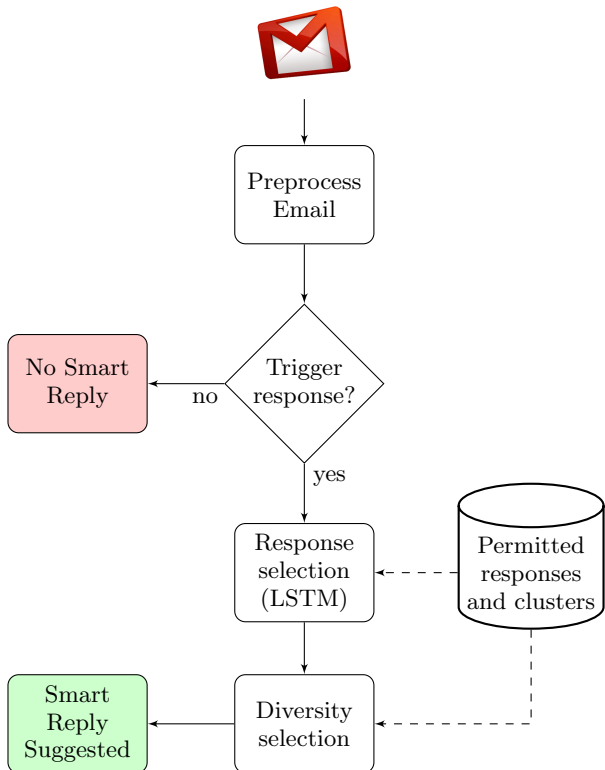 Preprocess
Email
Trigger
response?
No Smart
Reply
no
yes
Response
selection
(LSTM)
Permitted
responses
and clusters
Diversity
selection
Smart
Reply
Suggested